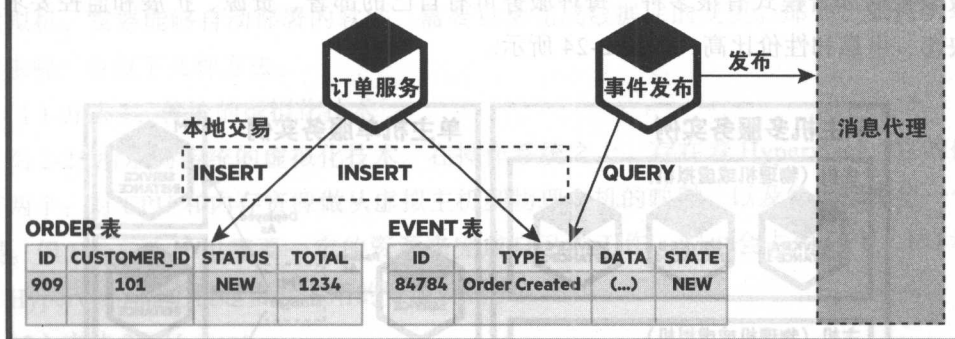 订单服务
事件发布
发布
消息代理
本地交易
INSERT
INSERT
QUERY
ORDER 表
EVENT 表
ID CUSTOMER_ID STATUS TOTAL
909 101 NEW 1234
ID TYPE DATA STATE
84784 Order Created (...) NEW